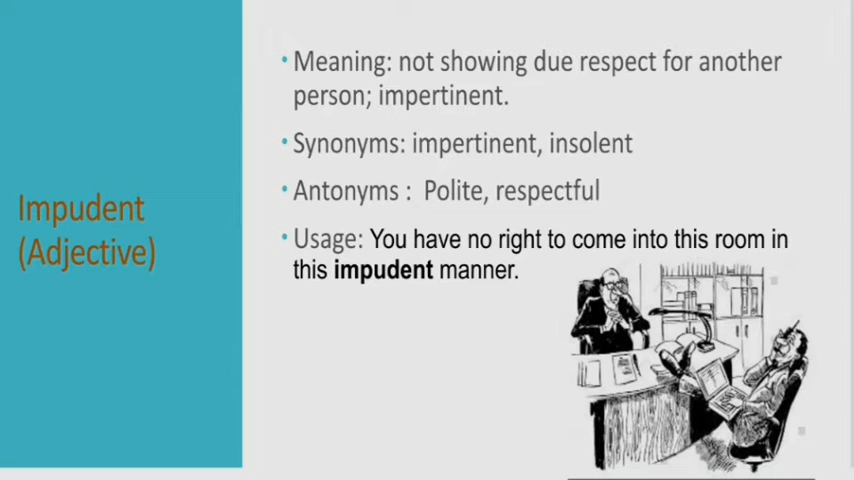 Impudent
(Adjective)
• Meaning: not showing due respect for another
person; impertinent.
• Synonyms: impertinent, insolent
• Antonyms :  Polite, respectful
• Usage: You have no right to come into this room in
this impudent manner.